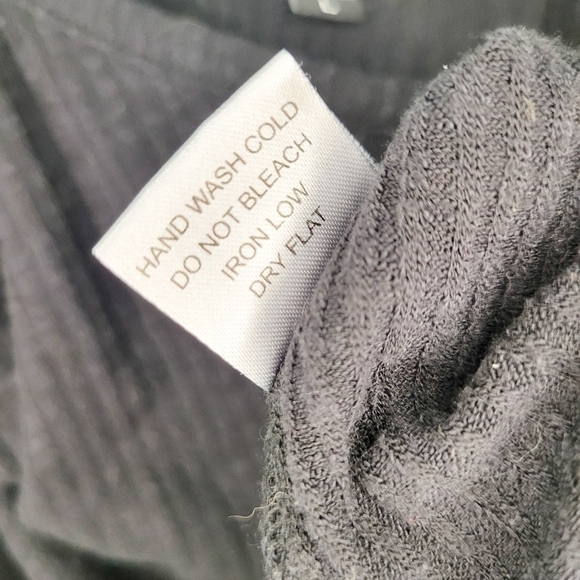 HAND WASH COLD
DO NOT BLEACH
IRON LOW
DRY FLAT